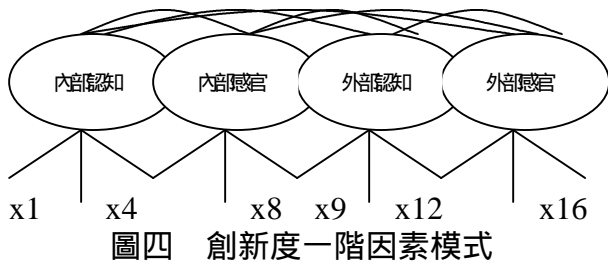 內部認知 內部感官 外部認知 外部感官
x1 x4 x8 x9 x12 x16
圖四 創新度一階因素模式